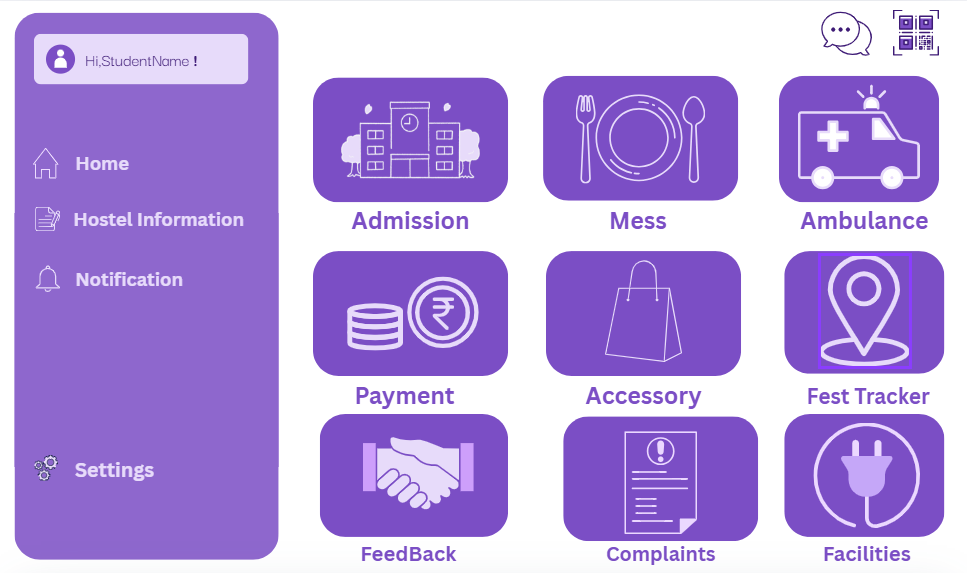 Hi,StudentName !
Home
Hostel Information
Notification
Settings
Admission
Mess
Ambulance
₹
Payment
Accessory
Fest Tracker
FeedBack
Complaints
Facilities